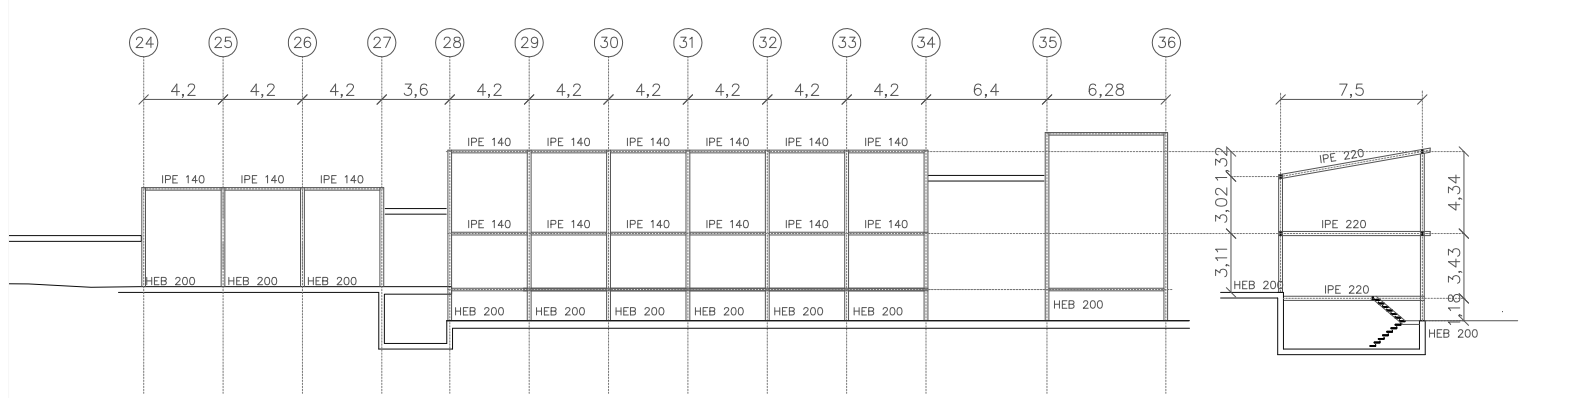 24 25 26 27 28 29 30 31 32 33 34 35 36
4,2 4,2 4,2 3,6 4,2 4,2 4,2 4,2 4,2 4,2 6,4 6,28 7,5
IPE 140 IPE 140 IPE 140 IPE 140 IPE 140 IPE 140
IPE 220
1,32
IPE 140 IPE 140 IPE 140
4,34
3,02
IPE 140 IPE 140 IPE 140 IPE 140 IPE 140 IPE 140
IPE 220
3,11
3,43
HEB 200 HEB 200 HEB 200
HEB 200
IPE 220
HEB 200 HEB 200 HEB 200 HEB 200 HEB 200 HEB 200
HEB 200
1,18
HEB 200